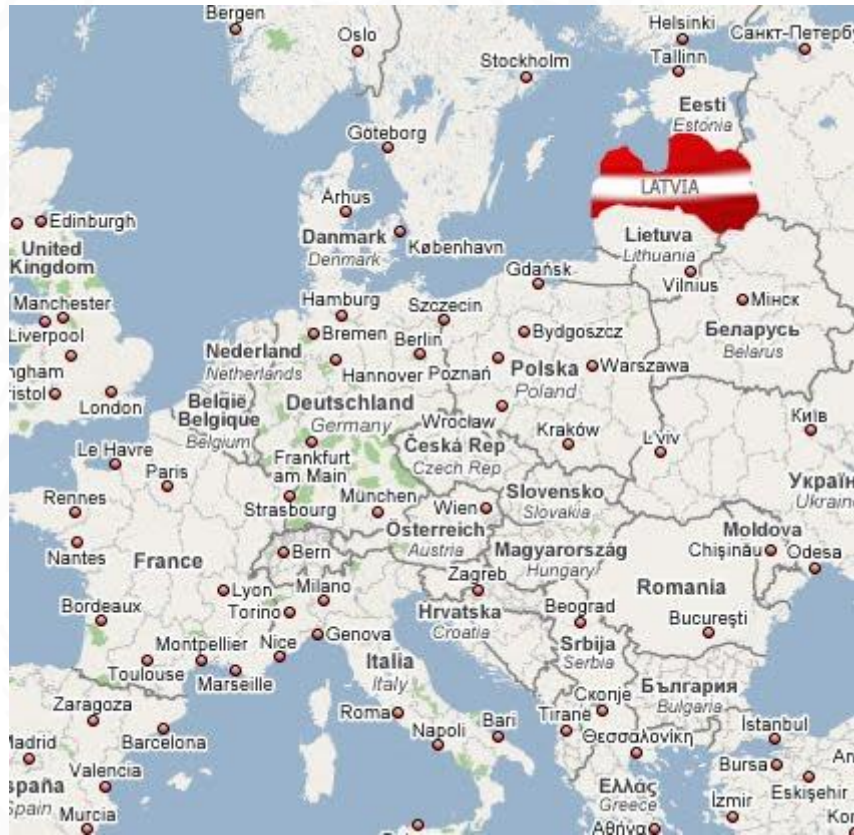 Bergen
Oslo
Helsinki
Санкт-Петербу
Stockholm
Tallinn
Eesti
Estonia
Göteborg
LATVIA
Århus
Edinburgh
Danmark
Denmark
København
Lietuva
Lithuania
United
Kingdom
Gdańsk
Vilnius
Manchester
Hamburg
Szczecin
Мінск
Liverpool
Bremen
Berlin
Bydgoszcz
Беларусь
Belarus
Nederland
Netherlands
ngham
Hannover
Poznań
Polska
Poland
Warszawa
ristol
London
België
Belgique
Belgium
Deutschland
Germany
Wrocław
Kraków
L'viv
Київ
Le Havre
Česká Rep
Czech Rep
Paris
Frankfurt
am Main
Rennes
Strasbourg
München
Wien
Slovensko
Slovakia
Україн
Ukraine
Nantes
France
Bern
Österreich
Austria
Magyarország
Hungary
Moldova
Chişinău
Odesa
Lyon
Milano
Zagreb
Romania
Torino
Bordeaux
Hrvatska
Croatia
Beograd
Bucureşti
Montpellier
Nice
Genova
Toulouse
Marseille
Italia
Italy
Srbija
Serbia
България
Bulgaria
Zaragoza
Roma
Скопје
Tiranë
Barcelona
Napoli
Bari
Θεσσαλονίκη
İstanbul
Madrid
Valencia
Bursa
spaña
Spain
Ελλάς
Greece
Eskişehir
Murcia
İzmir
Αθήνα